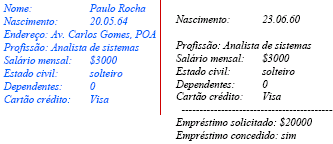 Nome: Paulo Rocha
Nascimento: 20.05.64
Endereço: Av. Carlos Gomes, POA
Profissão: Analista de sistemas
Salário mensal: $3000
Estado civil: solteiro
Dependentes: 0
Cartão crédito: Visa
Nascimento: 23.06.60
Profissão: Analista de sistemas
Salário mensal: $3000
Estado civil: solteiro
Dependentes: 0
Cartão crédito: Visa
Empréstimo solicitado: $20000
Empréstimo concedido: sim